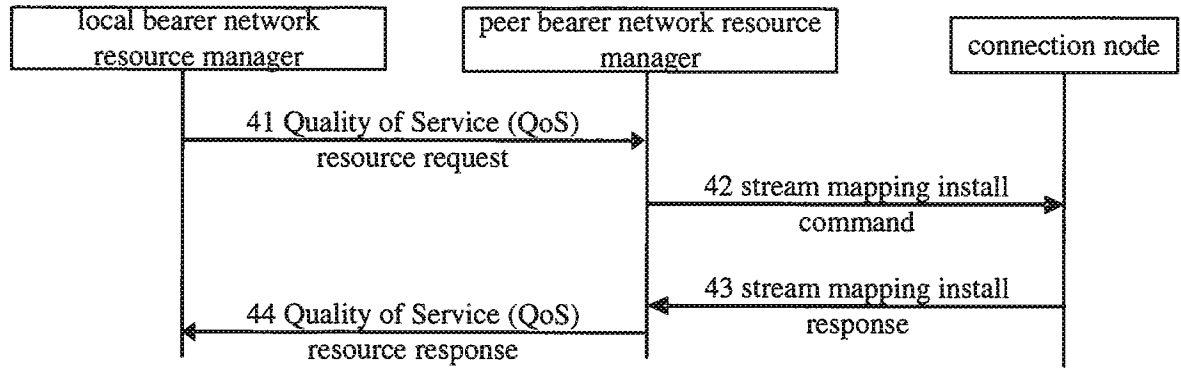 local bearer network
resource manager
peer bearer network resource
manager
connection node
41 Quality of Service (QoS)
resource request
42 stream mapping install
command
43 stream mapping install
response
44 Quality of Service (QoS)
resource response